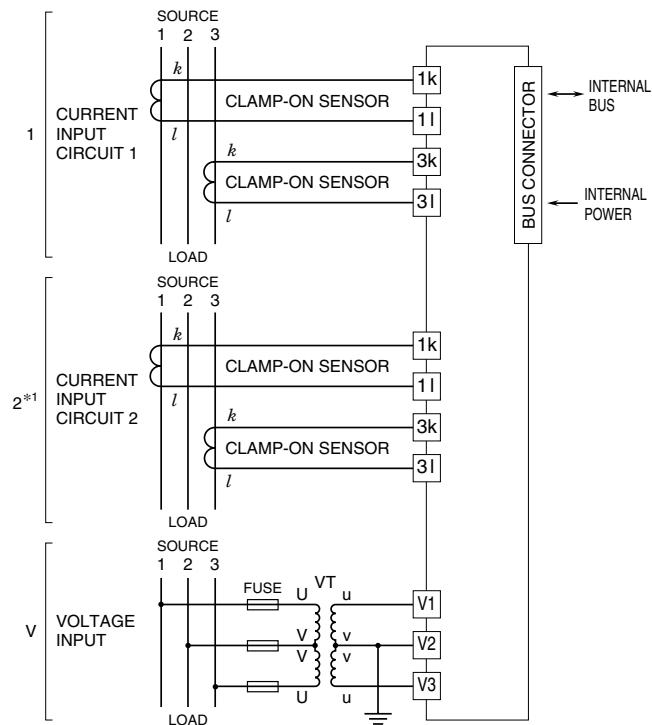 SOURCE
1 2 3
k
1k
CLAMP-ON SENSOR
l
1l
1
CURRENT
INPUT
CIRCUIT 1
k
3k
CLAMP-ON SENSOR
l
3l
LOAD
BUS CONNECTOR
INTERNAL
BUS
INTERNAL
POWER
SOURCE
1 2 3
k
1k
CLAMP-ON SENSOR
l
1l
2*1
CURRENT
INPUT
CIRCUIT 2
k
3k
CLAMP-ON SENSOR
l
3l
LOAD
SOURCE
1 2 3
FUSE
VT
U u V1
V
VOLTAGE
INPUT
V v V2
V v
U u V3
LOAD